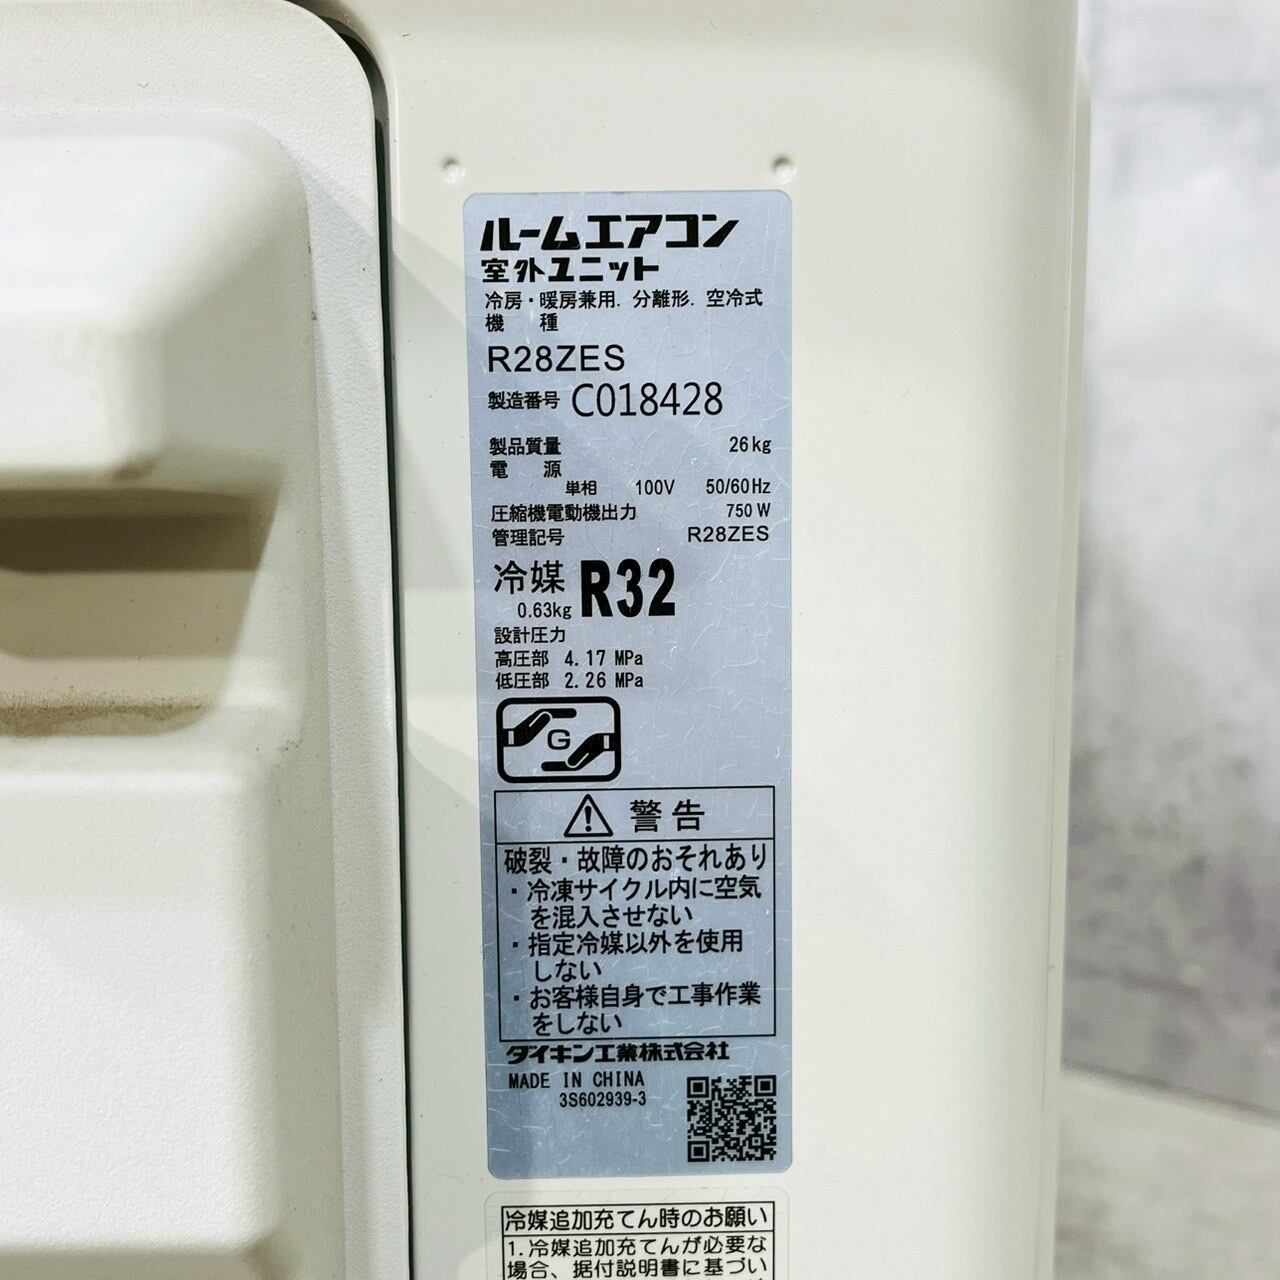 ルームエアコン
室外ユニット
冷房・暖房兼用. 分離形. 空冷式
機 種
R28ZES
製造番号 C018428
製品質量 26kg
電 源
単相 100V 50/60Hz
圧縮機電動機出力 750W
管理記号 R28ZES
冷媒 R32
0.63kg
設計圧力
高圧部 4.17 MPa
低圧部 2.26 MPa
G
警告
破裂・故障のおそれあり
・冷凍サイクル内に空気
を混入させない
・指定冷媒以外を使用
しない
・お客様自身で工事作業
をしない
ダイキン工業株式会社
MADE IN CHINA
3S602939-3
冷媒追加充てん時のお願い
1.冷媒追加充てんが必要な
場合、据付説明書に基づい